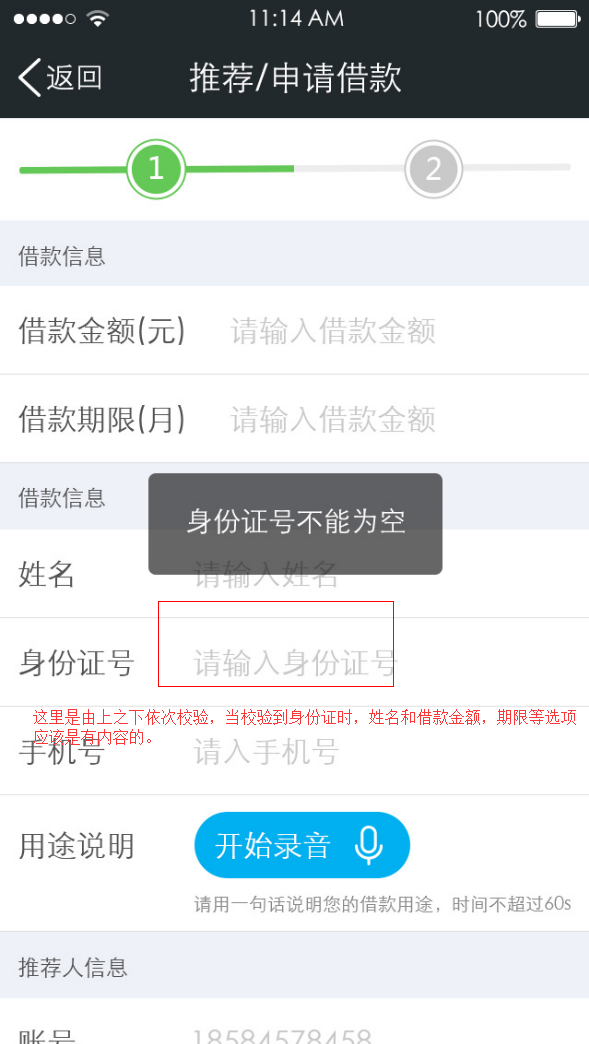 11:14 AM 100%
返回 推荐/申请借款
1 2
借款信息
借款金额(元) 请输入借款金额
借款期限(月) 请输入借款金额
借款信息
身份证号不能为空
姓名 请输入姓名
身份证号 请输入身份证号
这里是由上之下依次校验，当校验到身份证时，姓名和借款金额，期限等选项
应该是有内容的。
手机号 请入手机号
用途说明 开始录音
请用一句话说明您的借款用途，时间不超过60s
推荐人信息
账号 18584578458